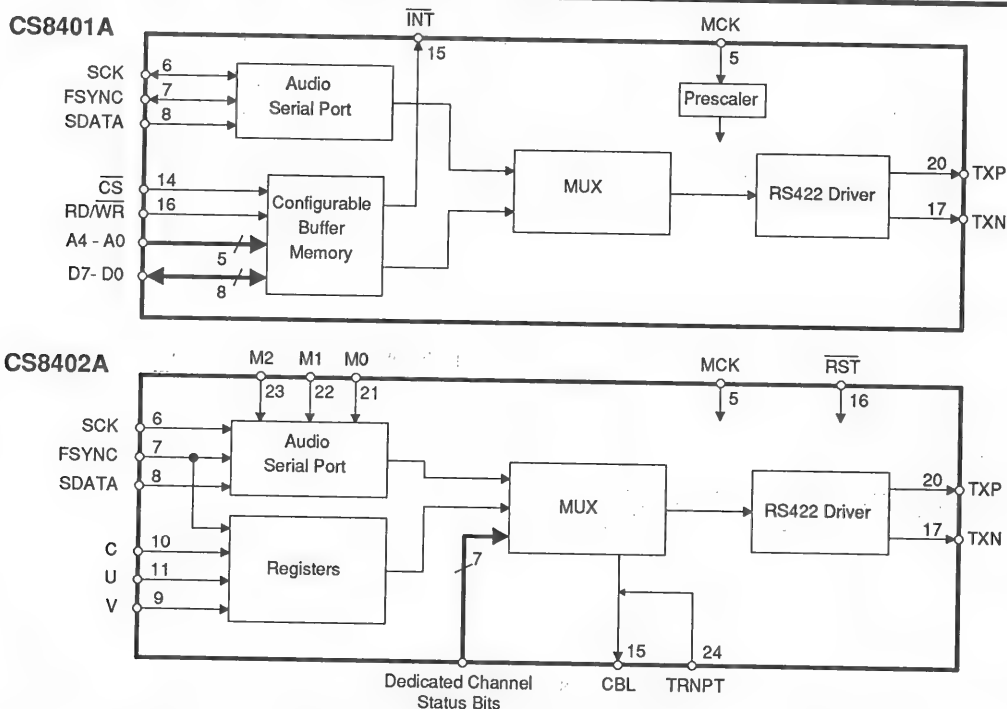 CS8401A
INT
15
MCK
5
Prescaler
SCK
6
FSYNC
7
SDATA
8
Audio
Serial Port
CS
14
RD/WR
16
A4 - A0
5
D7- D0
8
Configurable
Buffer
Memory
MUX
RS422 Driver
20
TXP
17
TXN
CS8402A
M2
M1
M0
23
22
21
MCK
5
RST
16
SCK
6
FSYNC
7
SDATA
8
Audio
Serial Port
C
10
U
11
V
9
Registers
7
MUX
RS422 Driver
20
TXP
17
TXN
15
24
Dedicated Channel
Status Bits
CBL
TRNPT